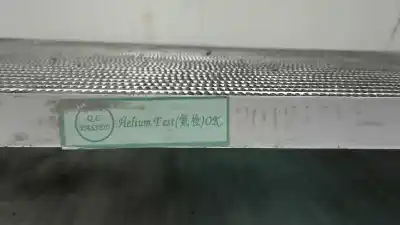 Q.C
PASSED
Helium Test(氦检)OK